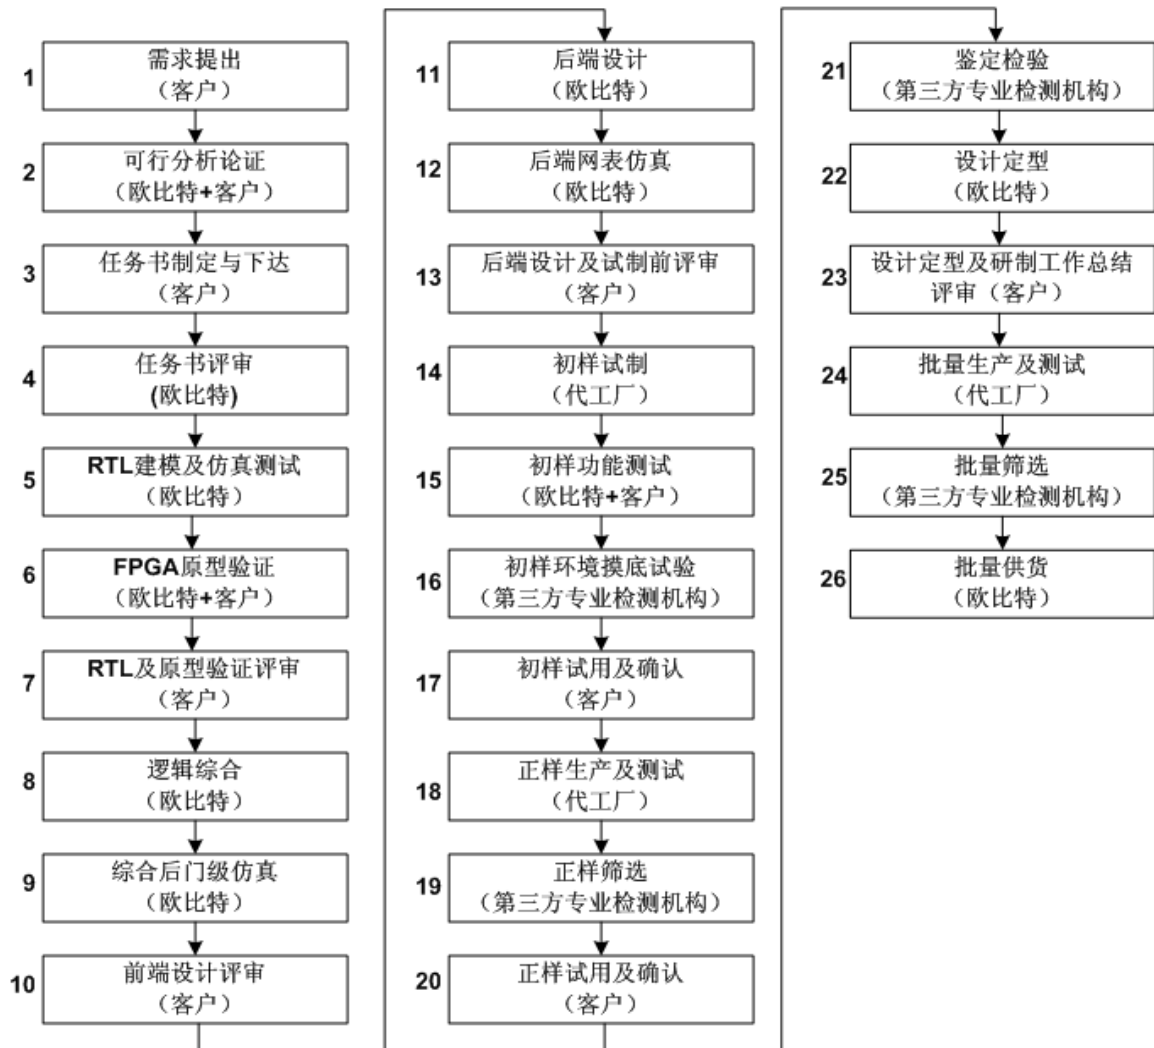 1
需求提出
（客户）
2
可行分析论证
（欧比特+客户）
3
任务书制定与下达
（客户）
4
任务书评审
(欧比特)
5
RTL建模及仿真测试
（欧比特）
6
FPGA原型验证
（欧比特+客户）
7
RTL及原型验证评审
（客户）
8
逻辑综合
（欧比特）
9
综合后门级仿真
（欧比特）
10
前端设计评审
（客户）
11
后端设计
（欧比特）
12
后端网表仿真
（欧比特）
13
后端设计及试制前评审
（客户）
14
初样试制
（代工厂）
15
初样功能测试
（欧比特+客户）
16
初样环境摸底试验
（第三方专业检测机构）
17
初样试用及确认
（客户）
18
正样生产及测试
（代工厂）
19
正样筛选
（第三方专业检测机构）
20
正样试用及确认
（客户）
21
鉴定检验
（第三方专业检测机构）
22
设计定型
（欧比特）
23
设计定型及研制工作总结
评审（客户）
24
批量生产及测试
（代工厂）
25
批量筛选
（第三方专业检测机构）
26
批量供货
（欧比特）